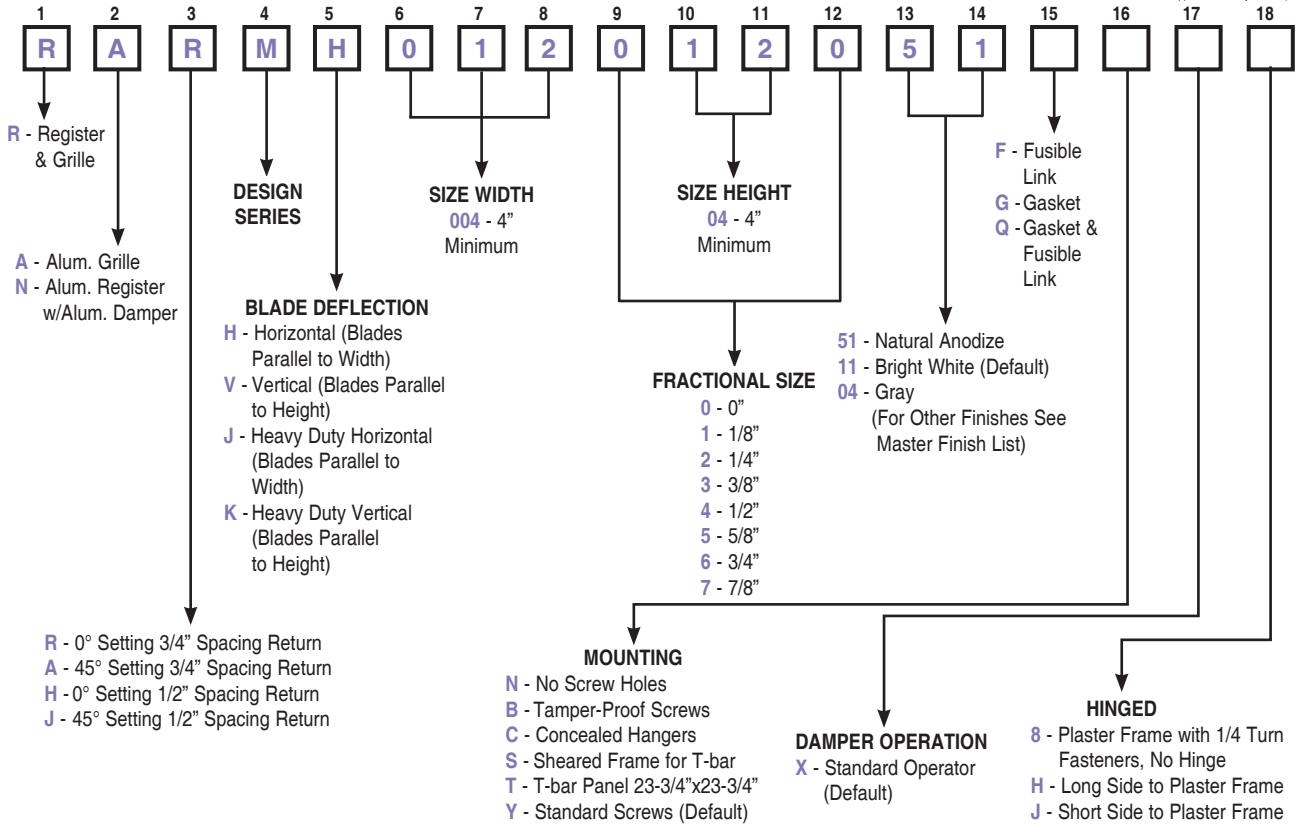 1 2 3 4 5 6 7 8 9 10 11 12 13 14 15 16 17 18
R A R M H 0 1 2 0 1 2 0 5 1
R - Register
& Grille
A - Alum. Grille
N - Alum. Register
w/Alum. Damper
R - 0° Setting 3/4” Spacing Return
A - 45° Setting 3/4” Spacing Return
H - 0° Setting 1/2” Spacing Return
J - 45° Setting 1/2” Spacing Return
DESIGN
SERIES
BLADE DEFLECTION
H - Horizontal (Blades
Parallel to Width)
V - Vertical (Blades Parallel
to Height)
J - Heavy Duty Horizontal
(Blades Parallel to
Width)
K - Heavy Duty Vertical
(Blades Parallel
to Height)
SIZE WIDTH
004 - 4”
Minimum
SIZE HEIGHT
04 - 4”
Minimum
FRACTIONAL SIZE
0 - 0”
1 - 1/8”
2 - 1/4”
3 - 3/8”
4 - 1/2”
5 - 5/8”
6 - 3/4”
7 - 7/8”
51 - Natural Anodize
11 - Bright White (Default)
04 - Gray
(For Other Finishes See
Master Finish List)
F - Fusible
Link
G - Gasket
Q - Gasket &
Fusible
Link
MOUNTING
N - No Screw Holes
B - Tamper-Proof Screws
C - Concealed Hangers
S - Sheared Frame for T-bar
T - T-bar Panel 23-3/4”x23-3/4”
Y - Standard Screws (Default)
DAMPER OPERATION
X - Standard Operator
(Default)
HINGED
8 - Plaster Frame with 1/4 Turn
Fasteners, No Hinge
H - Long Side to Plaster Frame
J - Short Side to Plaster Frame